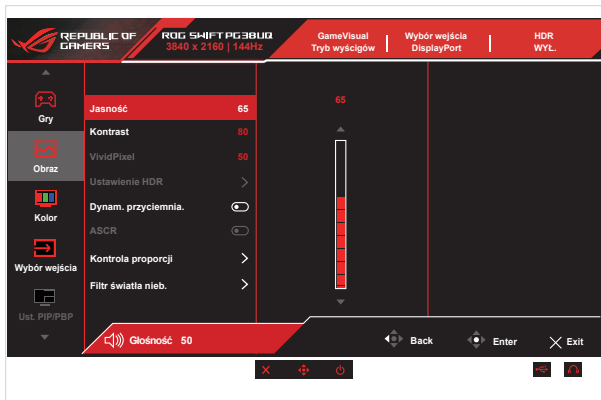 REPUBLIC OF
GAMERS
ROG SWIFT PG38UQ
3840 x 2160 | 144Hz
GameVisual
Tryb wyścigów
Wybór wejścia
DisplayPort
HDR
WYŁ.
Gry
Obraz
Kolor
Wybór wejścia
Ust. PIP/PBP
Jasność 65
Kontrast 80
VividPixel 50
Ustawienie HDR
Dynam. przyciemnia.
ASCR
Kontrola proporcji
Filtr światła nieb.
65
Głośność 50
Back
Enter
Exit